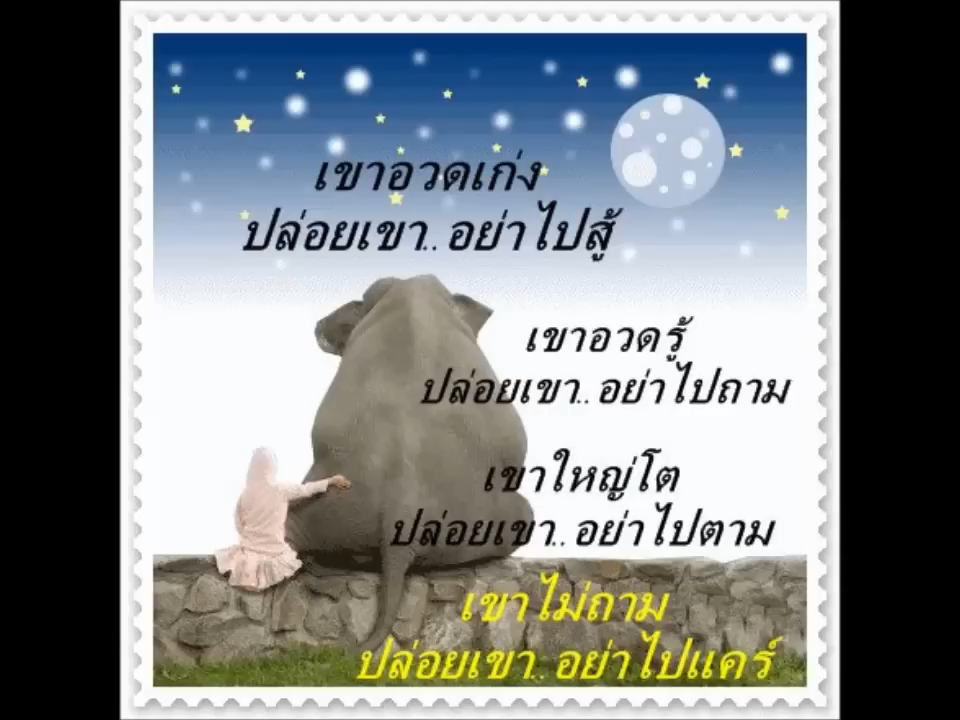 เขาอวดเก่ง
ปล่อยเขา..อย่าไปสู้
เขาอวดรู้
ปล่อยเขา..อย่าไปถาม
เขาใหญ่โต
ปล่อยเขา..อย่าไปตาม
เขาไม่ถาม
ปล่อยเขา..อย่าไปแคร์